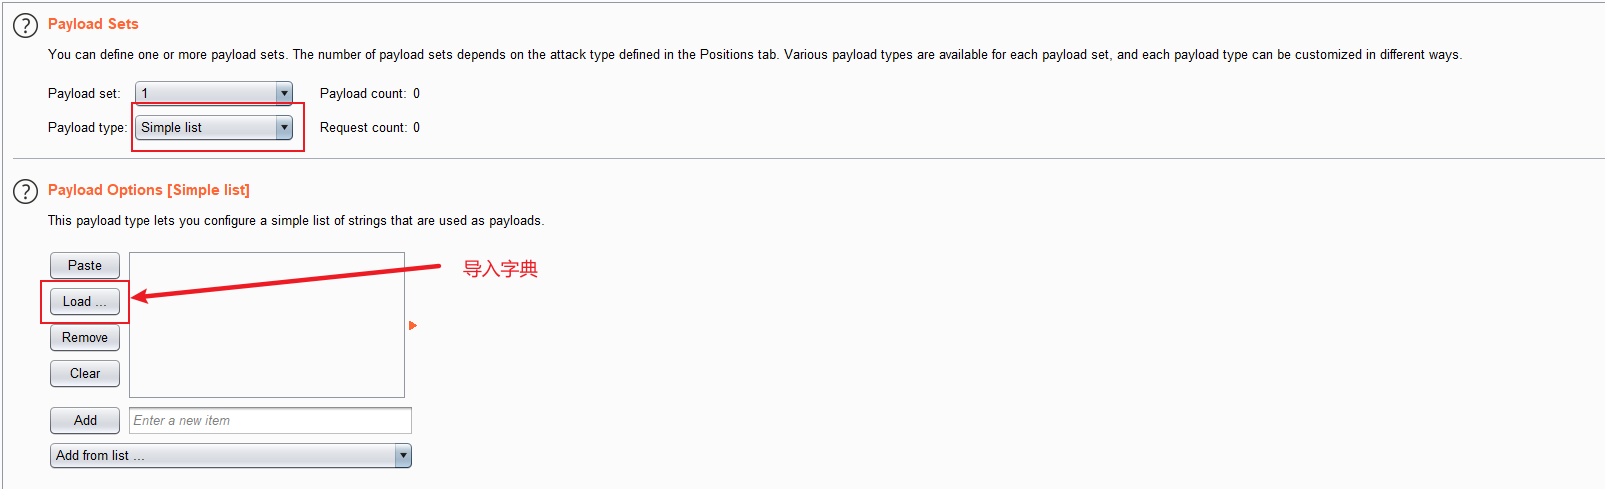 Payload Sets
You can define one or more payload sets. The number of payload sets depends on the attack type defined in the Positions tab. Various payload types are available for each payload set, and each payload type can be customized in different ways.
Payload set: 1 Payload count: 0
Payload type: Simple list Request count: 0
Payload Options [Simple list]
This payload type lets you configure a simple list of strings that are used as payloads.
Paste
导入字典
Load ...
Remove
Clear
Add Enter a new item
Add from list ...